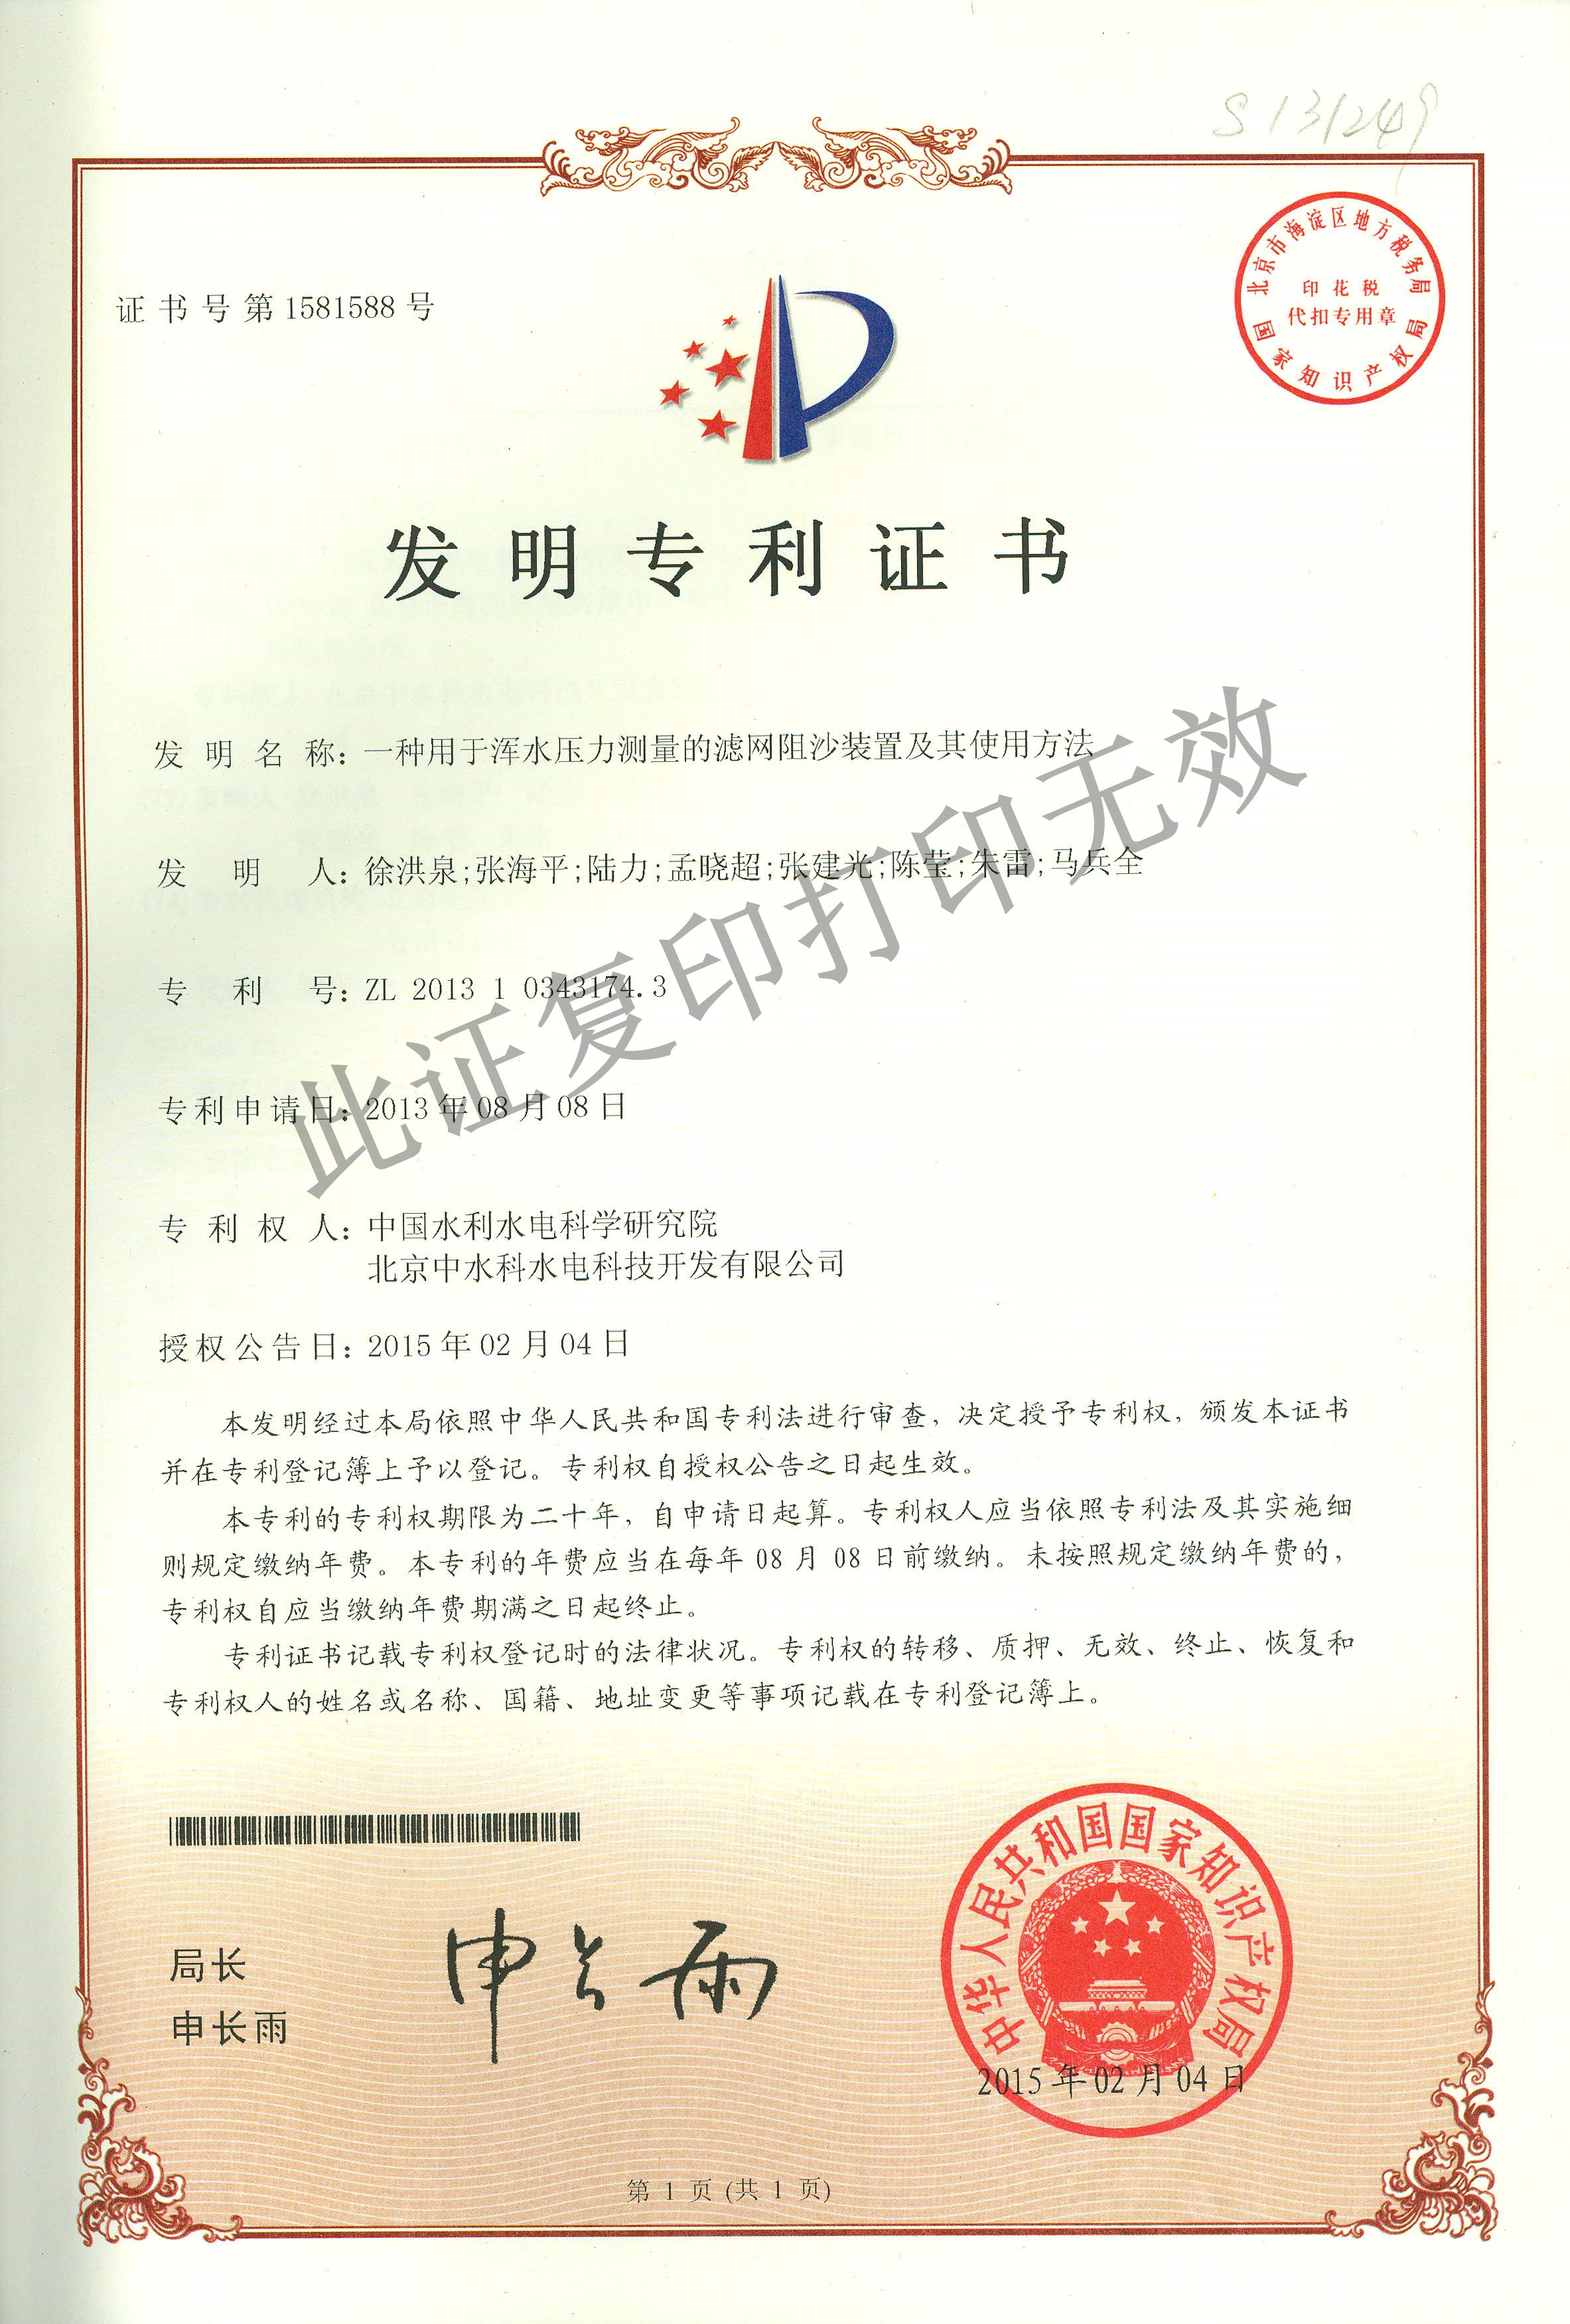 S131249
北京市海淀区地方税务局
印花税
代扣专用章
国家知识产权局
证书号第1581588号
发明专利证书
发明名称：一种用于浑水压力测量的滤网阻沙装置及其使用方法
发明人：徐洪泉;张海平;陆力;孟晓超;张建光;陈莹;朱雷;马兵全
专利号：ZL 2013 1 0343174.3
专利申请日：2013年08月08日
专利权人：中国水利水电科学研究院
北京中水科水电科技开发有限公司
授权公告日：2015年02月04日
本发明经过本局依照中华人民共和国专利法进行审查，决定授予专利权，颁发本证书
并在专利登记簿上予以登记。专利权自授权公告之日起生效。
本专利的专利权期限为二十年，自申请日起算。专利权人应当依照专利法及其实施细
则规定缴纳年费。本专利的年费应当在每年08月08日前缴纳。未按照规定缴纳年费的，
专利权自应当缴纳年费期满之日起终止。
专利证书记载专利权登记时的法律状况。专利权的转移、质押、无效、终止、恢复和
专利权人的姓名或名称、国籍、地址变更等事项记载在专利登记簿上。
此证复印打印无效
局长
申长雨
申长雨
中华人民共和国国家知识产权局
2015年02月04日
第 1 页 (共 1 页)